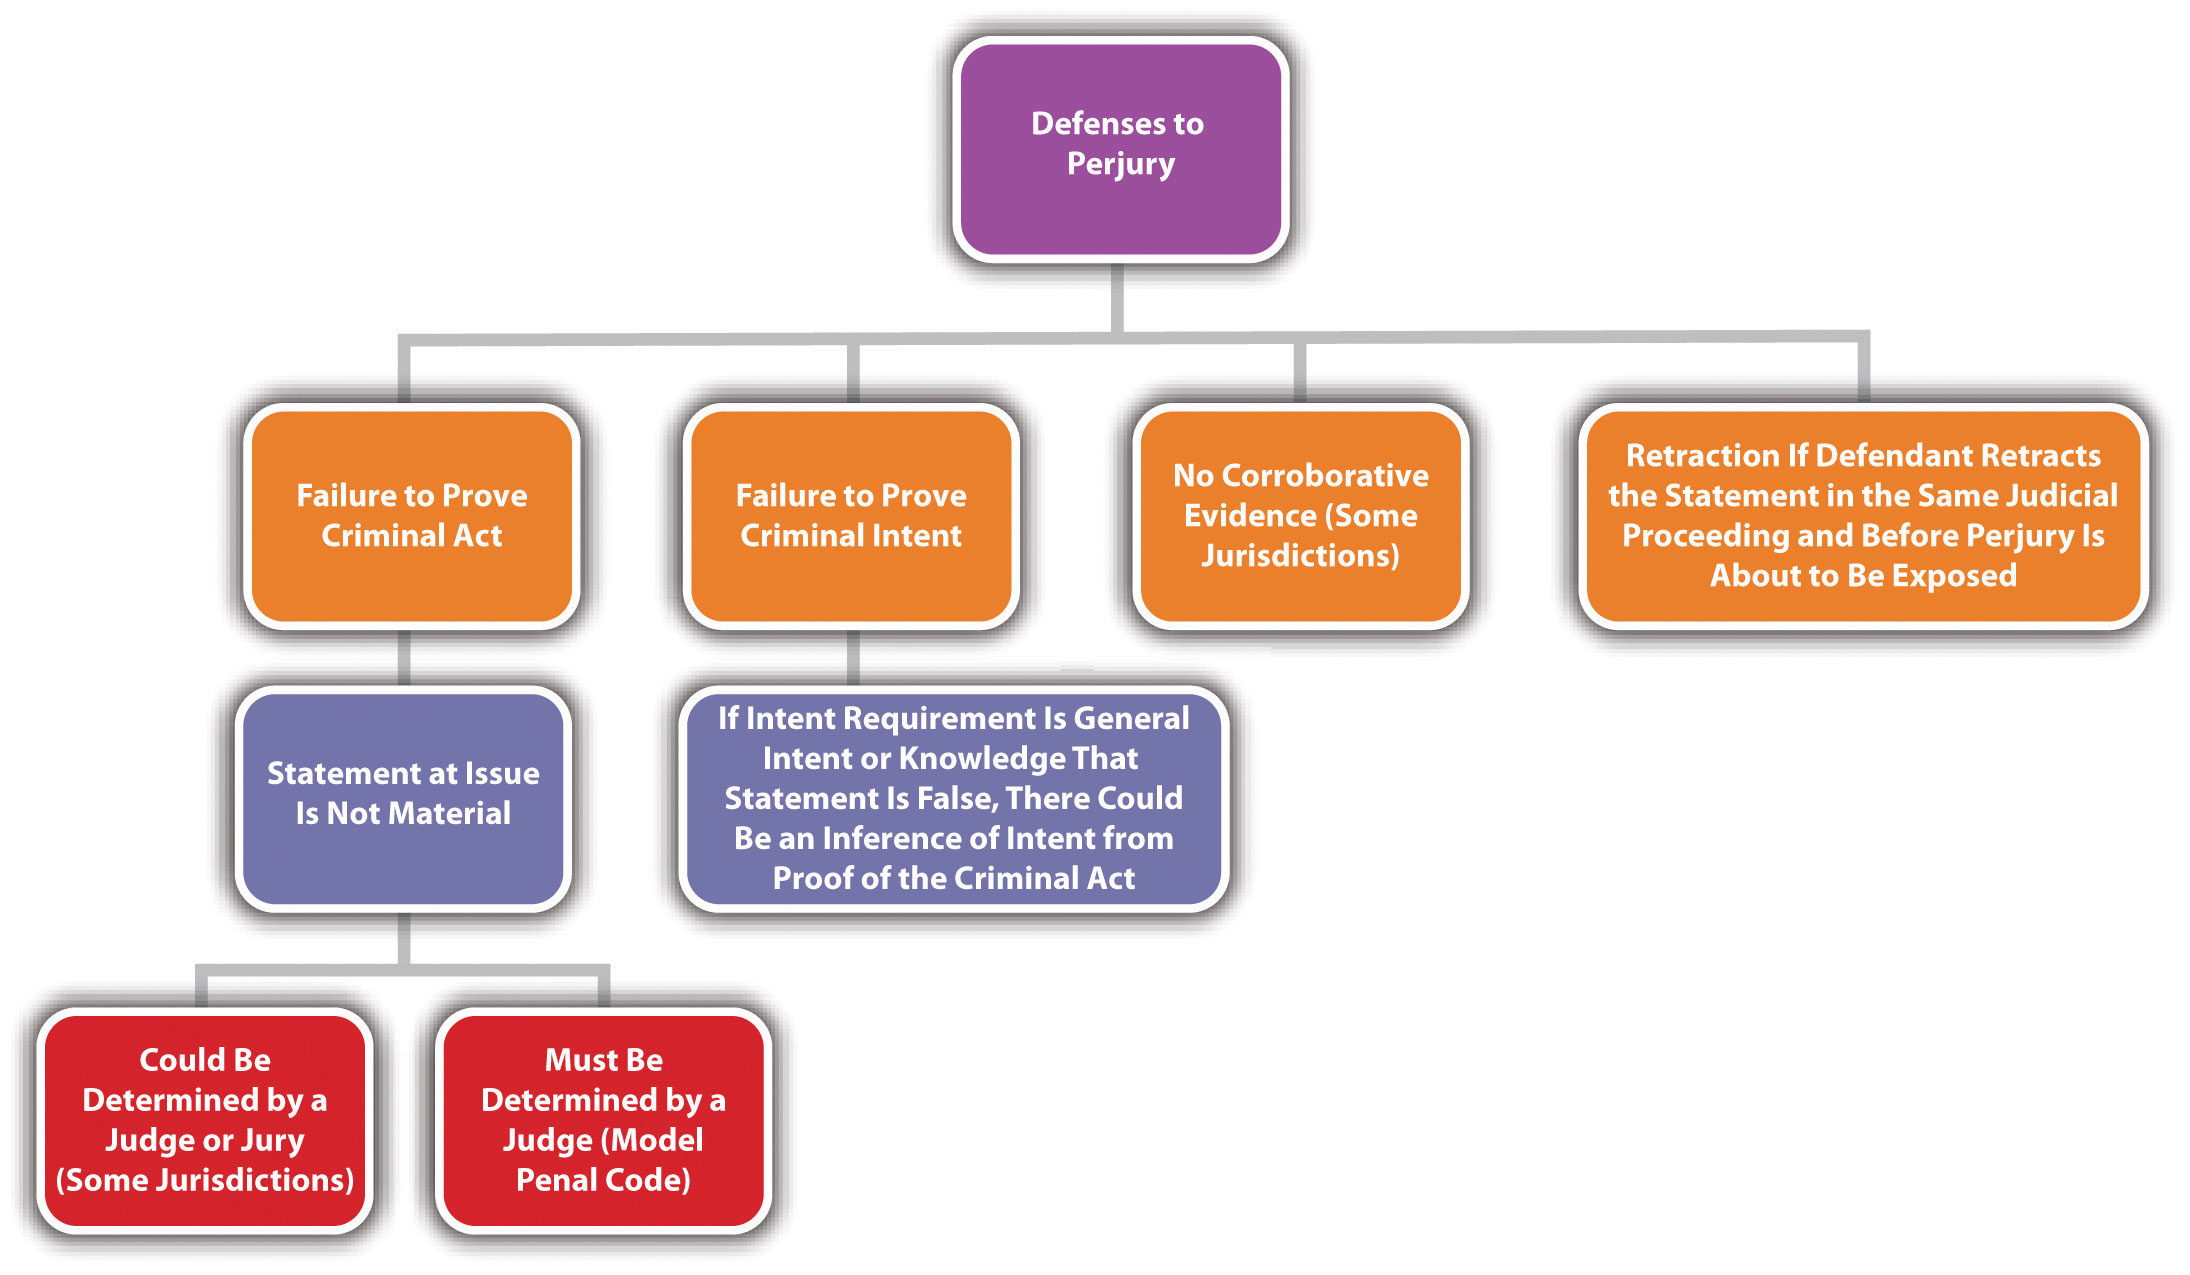 Defenses to
Perjury
Failure to Prove
Criminal Act
Failure to Prove
Criminal Intent
No Corroborative
Evidence (Some
Jurisdictions)
Retraction If Defendant Retracts
the Statement in the Same Judicial
Proceeding and Before Perjury Is
About to Be Exposed
Statement at Issue
Is Not Material
If Intent Requirement Is General
Intent or Knowledge That
Statement Is False, There Could
Be an Inference of Intent from
Proof of the Criminal Act
Could Be
Determined by a
Judge or Jury
(Some Jurisdictions)
Must Be
Determined by a
Judge (Model
Penal Code)